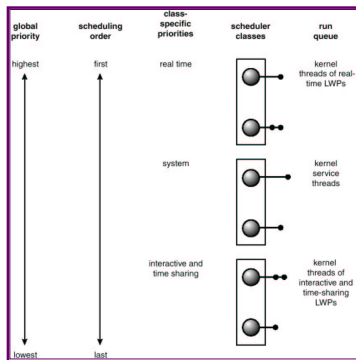 global priority
scheduling order
class-specific priorities
scheduler classes
run queue
highest
first
real time
kernel threads of real-time LWPs
system
kernel service threads
interactive and time sharing
kernel threads of interactive and time-sharing LWPs
lowest
last